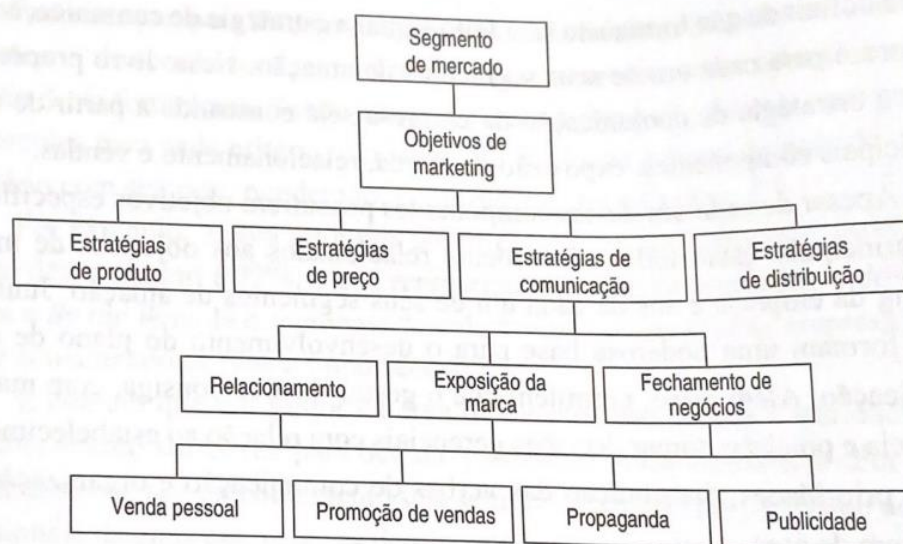 Segmento
de mercado
Objetivos de
marketing
Estratégias
de produto
Estratégias
de preço
Estratégias de
comunicação
Estratégias
de distribuição
Relacionamento
Exposição da
marca
Fechamento de
negócios
Venda pessoal
Promoção de vendas
Propaganda
Publicidade